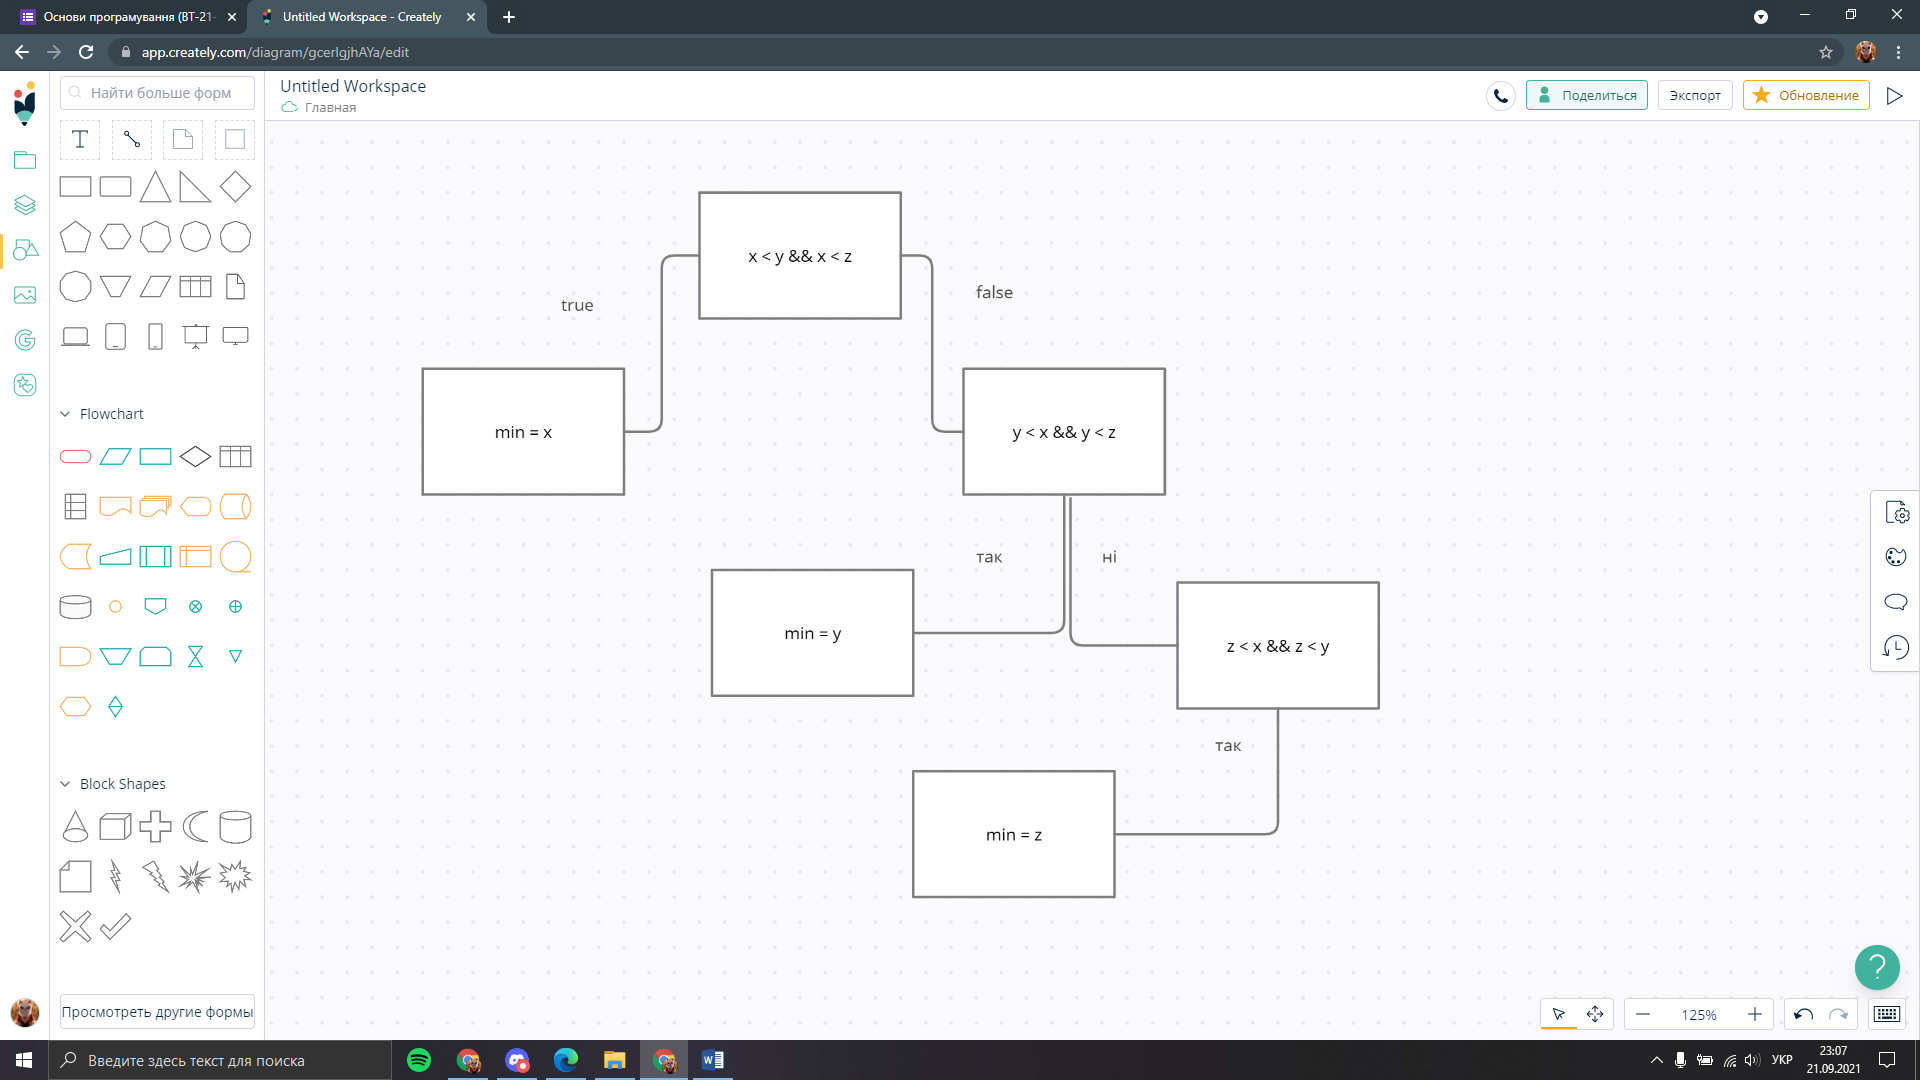 Основи програмування (ВТ-21-
Untitled Workspace - Creately
app.creately.com/diagram/gcerlgjhAYa/edit
Найти больше форм
Untitled Workspace
Главная
Поделиться
Экспорт
Обновление
x < y && x < z
true
false
min = x
y < x && y < z
Flowchart
так
ні
min = y
z < x && z < y
так
Block Shapes
min = z
Просмотреть другие формы
125%
Введите здесь текст для поиска
УКР
23:07
21.09.2021